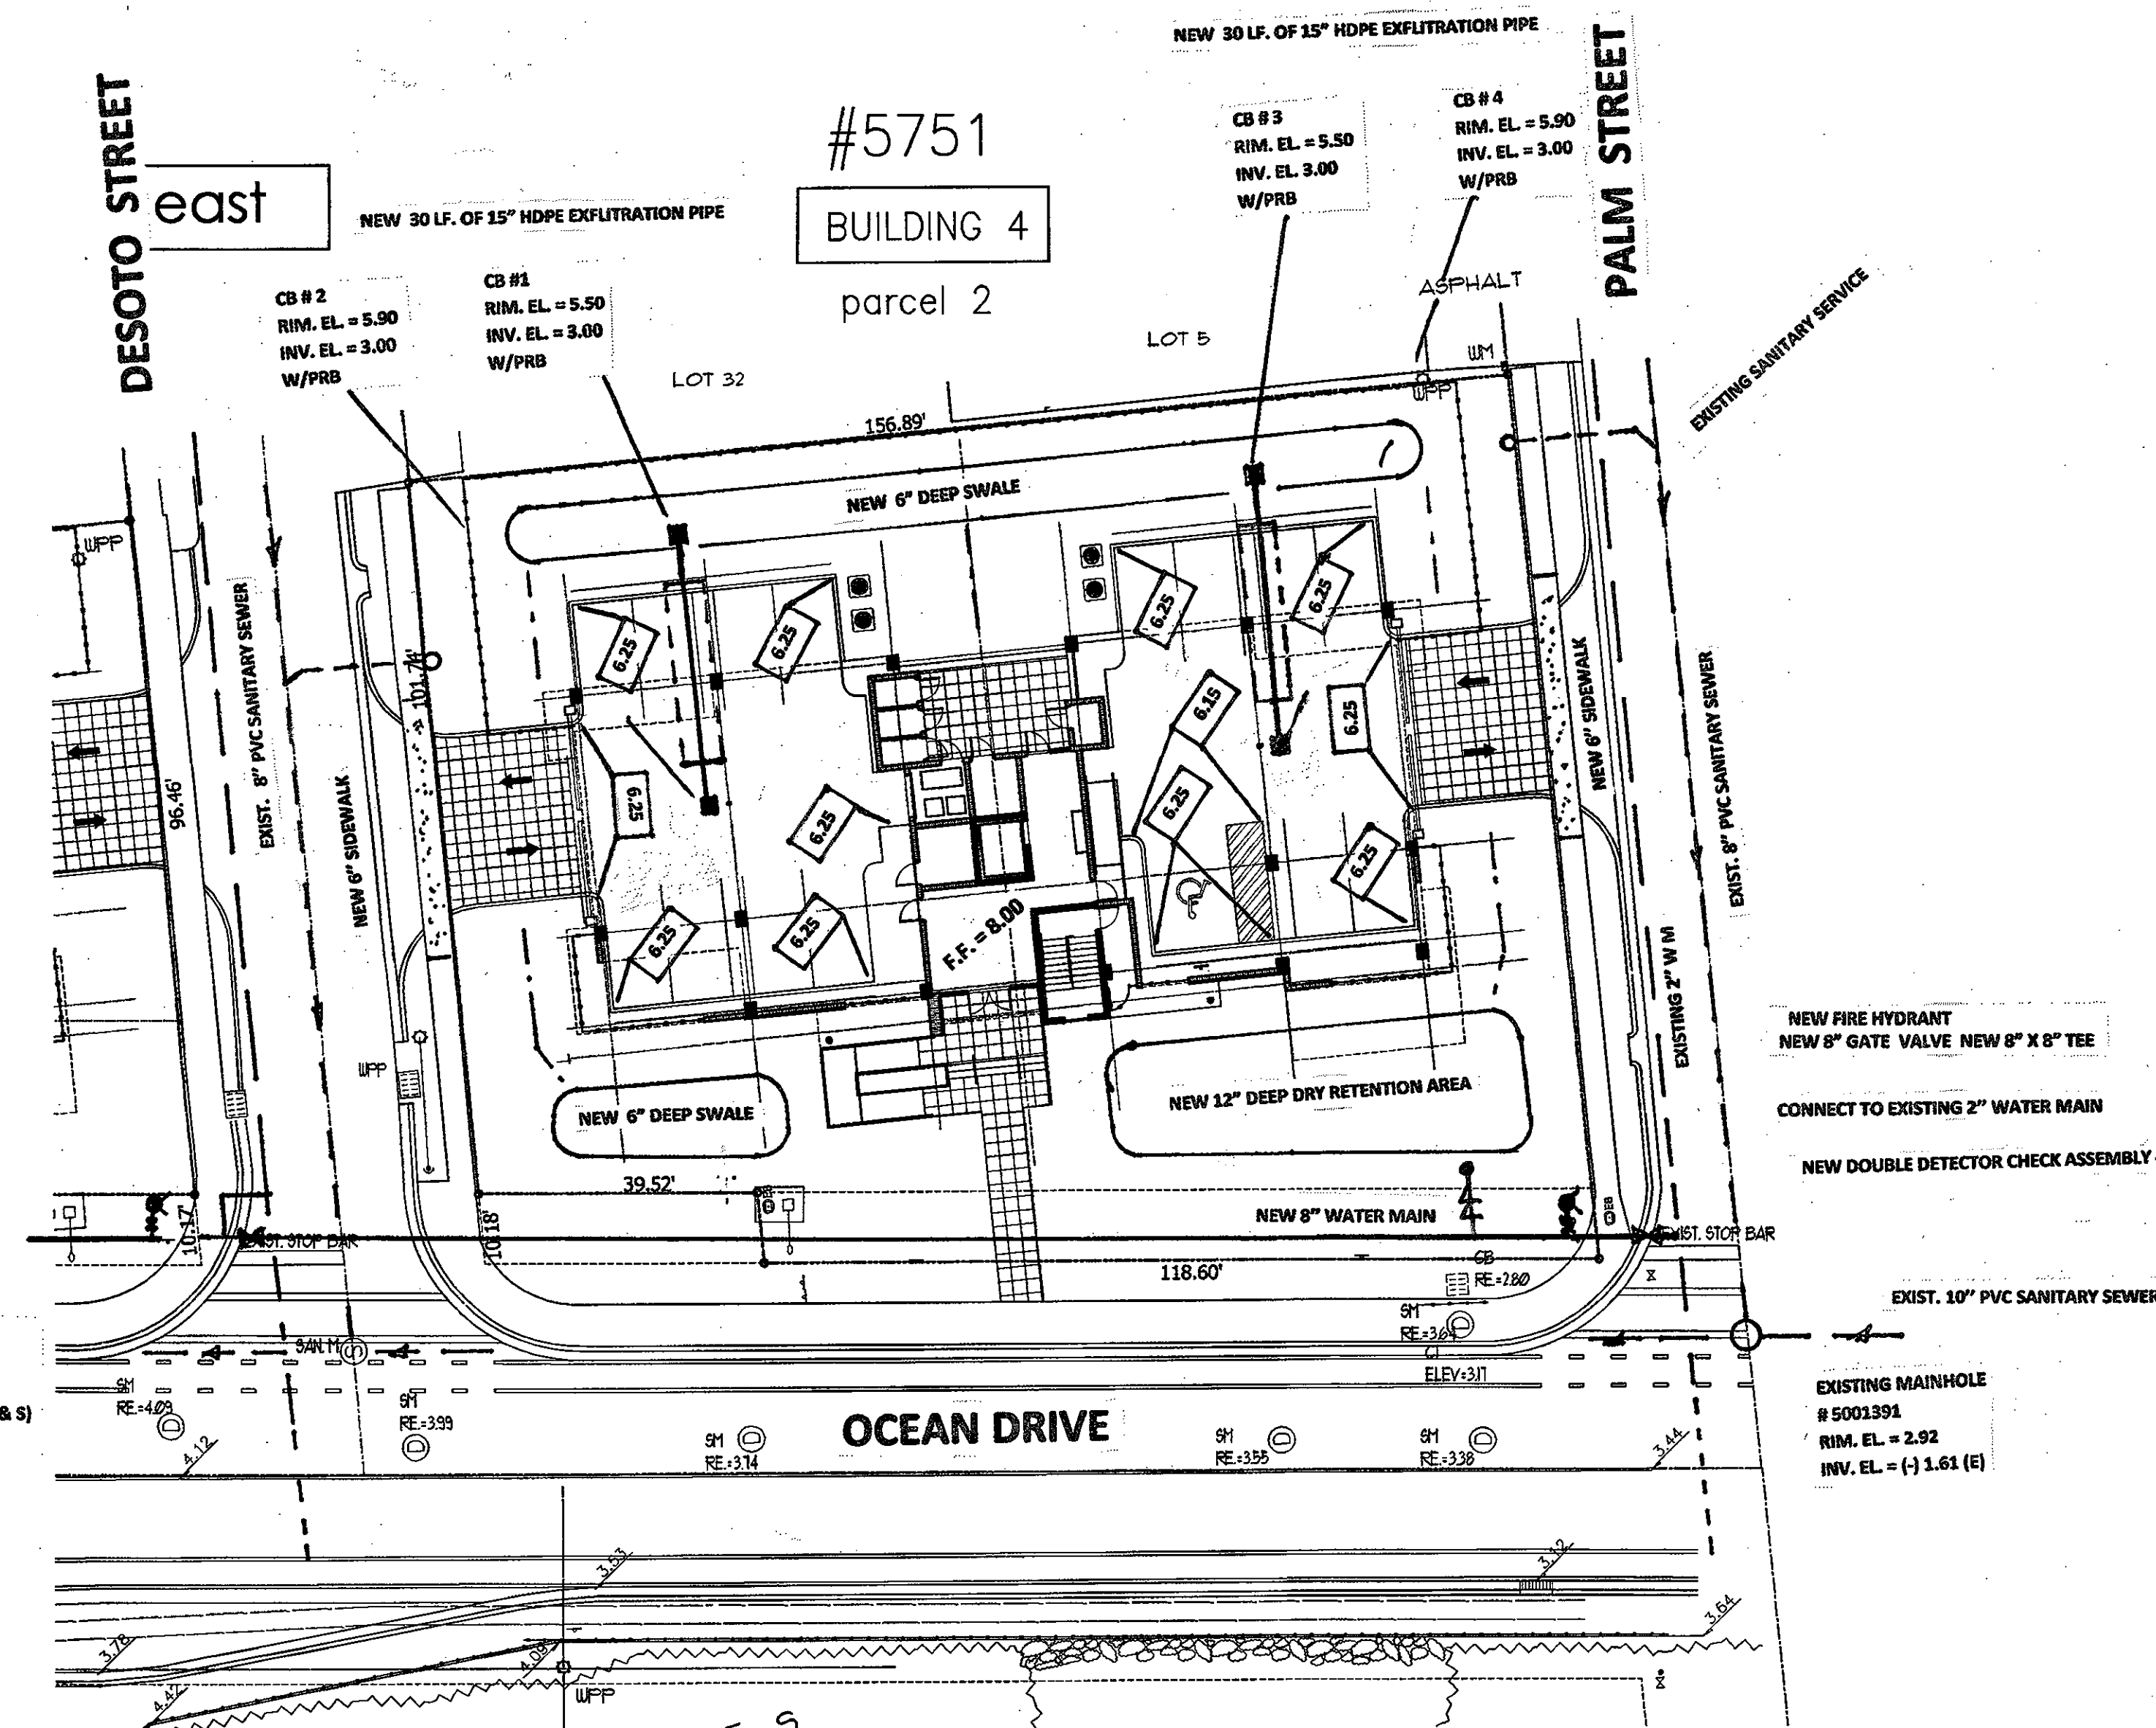 NEW 30 LF. OF 15" HDPE EXFLITRATION PIPE
DESOTO STREET
east
#5751
BUILDING 4
parcel 2
NEW 30 LF. OF 15" HDPE EXFLITRATION PIPE
CB # 3
RIM. EL. = 5.50
INV. EL. 3.00
W/PRB
CB # 4
RIM. EL. = 5.90
INV. EL. = 3.00
W/PRB
PALM STREET
CB # 2
RIM. EL. = 5.90
INV. EL. = 3.00
W/PRB
CB #1
RIM. EL. = 5.50
INV. EL. = 3.00
W/PRB
ASPHALT
LOT 5
LOT 32
WM
WPP
EXISTING SANITARY SERVICE
156.89'
NEW 6" DEEP SWALE
WPP
EXIST. 8" PVC SANITARY SEWER
101.74'
96.46'
NEW 6" SIDEWALK
6.25
6.25
6.25
6.25
6.15
6.25
6.25
6.25
6.25
6.25
6.25
6.25
F.F. = 8.00
NEW 6" SIDEWALK
EXIST. 8" PVC SANITARY SEWER
EXISTING 2" W M
WPP
NEW 6" DEEP SWALE
NEW 12" DEEP DRY RETENTION AREA
NEW FIRE HYDRANT
NEW 8" GATE VALVE NEW 8" X 8" TEE
CONNECT TO EXISTING 2" WATER MAIN
NEW DOUBLE DETECTOR CHECK ASSEMBLY
39.52'
10.17'
10.18'
NEW 8" WATER MAIN
EB
EXIST. STOP BAR
EXIST. STOP BAR
118.60'
CB
RE.=2.80
SM
RE.=3.64
ELEV=3.17
EXIST. 10" PVC SANITARY SEWER
SAN. M
S
D
SM
RE.=4.09
D
SM
RE.=3.99
D
& S)
4.12
OCEAN DRIVE
SM
RE.=3.74
D
SM
RE.=3.55
D
SM
RE.=3.38
D
3.44
EXISTING MAINHOLE
# 5001391
RIM. EL. = 2.92
INV. EL. = (-) 1.61 (E)
3.53
3.12
3.64
3.78
4.09
4.42
WPP